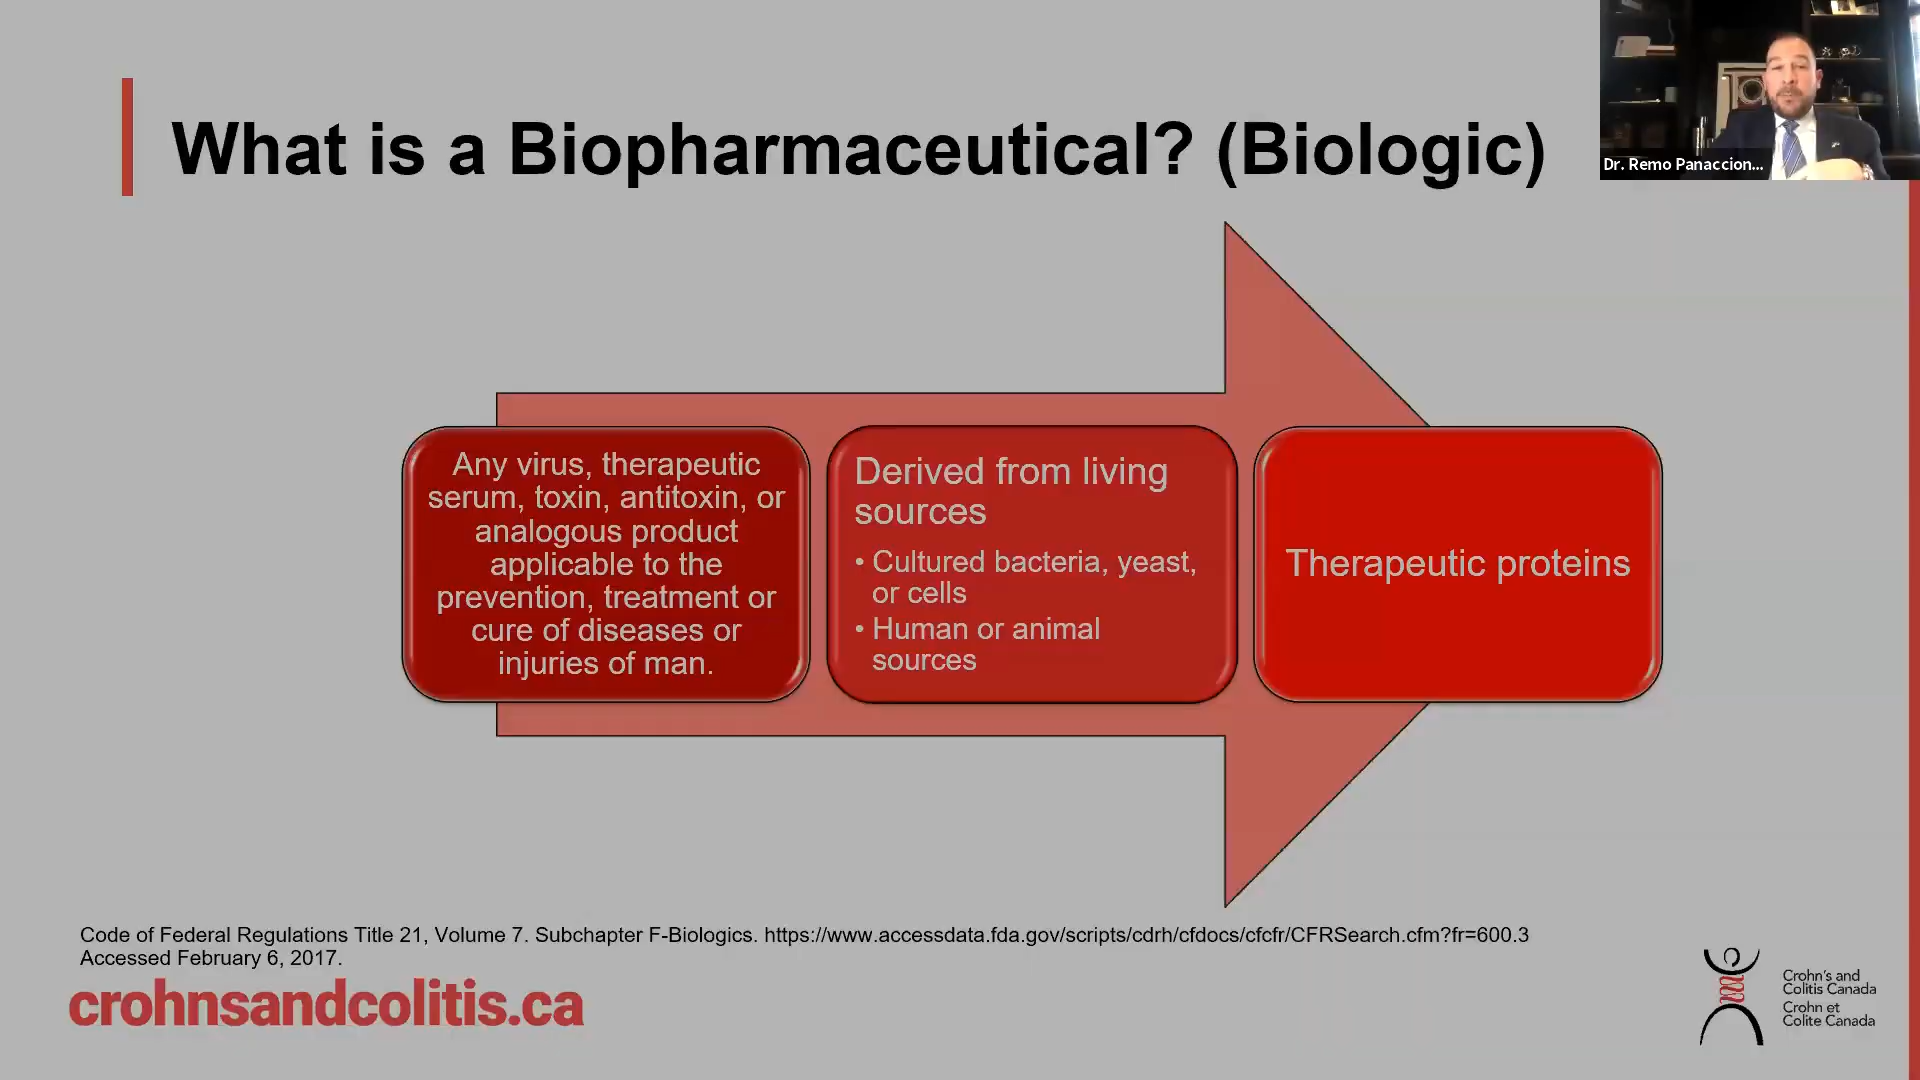 What is a Biopharmaceutical? (Biologic)
Dr. Remo Panaccion...
Any virus, therapeutic
serum, toxin, antitoxin, or
analogous product
applicable to the
prevention, treatment or
cure of diseases or
injuries of man.
Derived from living
sources
• Cultured bacteria, yeast,
or cells
• Human or animal
sources
Therapeutic proteins
Code of Federal Regulations Title 21, Volume 7. Subchapter F-Biologics. https://www.accessdata.fda.gov/scripts/cdrh/cfdocs/cfcfr/CFRSearch.cfm?fr=600.3
Accessed February 6, 2017.
crohnsandcolitis.ca
Crohn's and
Colitis Canada
Crohn et
Colite Canada